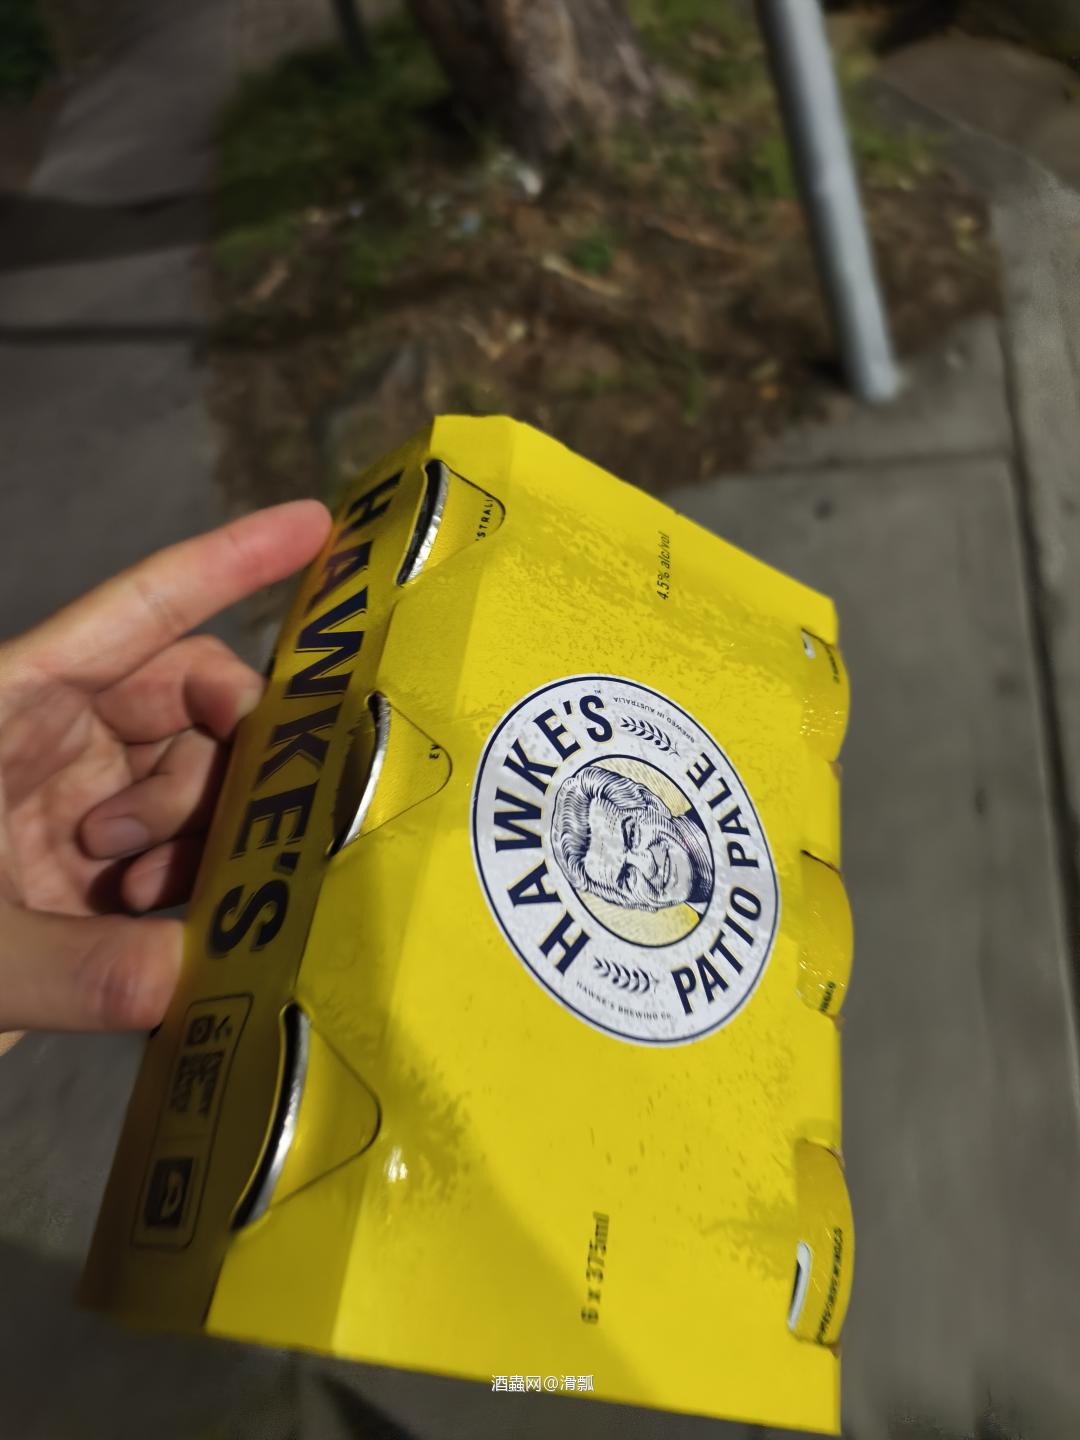 HAWKE'S
4.5% alc/vol
HAWKE'S
BREWED IN AUSTRALIA
PATIO PALE
HAWKE'S BREWING CO.
6 x 375ml
酒蟲网@滑瓢